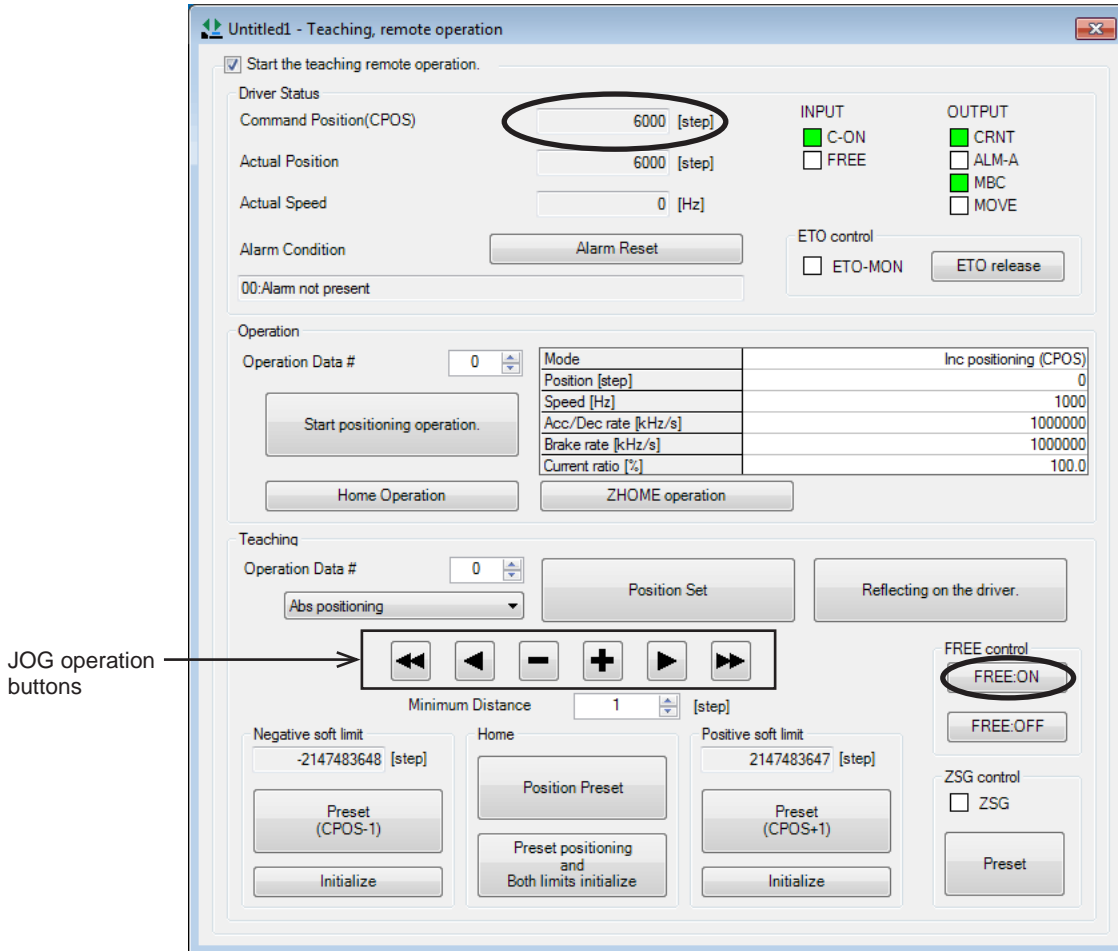 Untitled1 - Teaching, remote operation
Start the teaching remote operation.
Driver Status
Command Position(CPOS) 6000 [step]
Actual Position 6000 [step]
Actual Speed 0 [Hz]
INPUT
C-ON
FREE
OUTPUT
CRNT
ALM-A
MBC
MOVE
Alarm Condition Alarm Reset
00:Alarm not present
ETO control
ETO-MON ETO release
Operation
Operation Data # 0
Start positioning operation.
Mode Inc positioning (CPOS)
Position [step] 0
Speed [Hz] 1000
Acc/Dec rate [kHz/s] 1000000
Brake rate [kHz/s] 1000000
Current ratio [%] 100.0
Home Operation ZHOME operation
Teaching
Operation Data # 0
Abs positioning
Position Set
Reflecting on the driver.
JOG operation
buttons
Minimum Distance 1 [step]
FREE control
FREE:ON
FREE:OFF
Negative soft limit
-2147483648 [step]
Preset
(CPOS-1)
Initialize
Home
Position Preset
Preset positioning
and
Both limits initialize
Positive soft limit
2147483647 [step]
Preset
(CPOS+1)
Initialize
ZSG control
ZSG
Preset